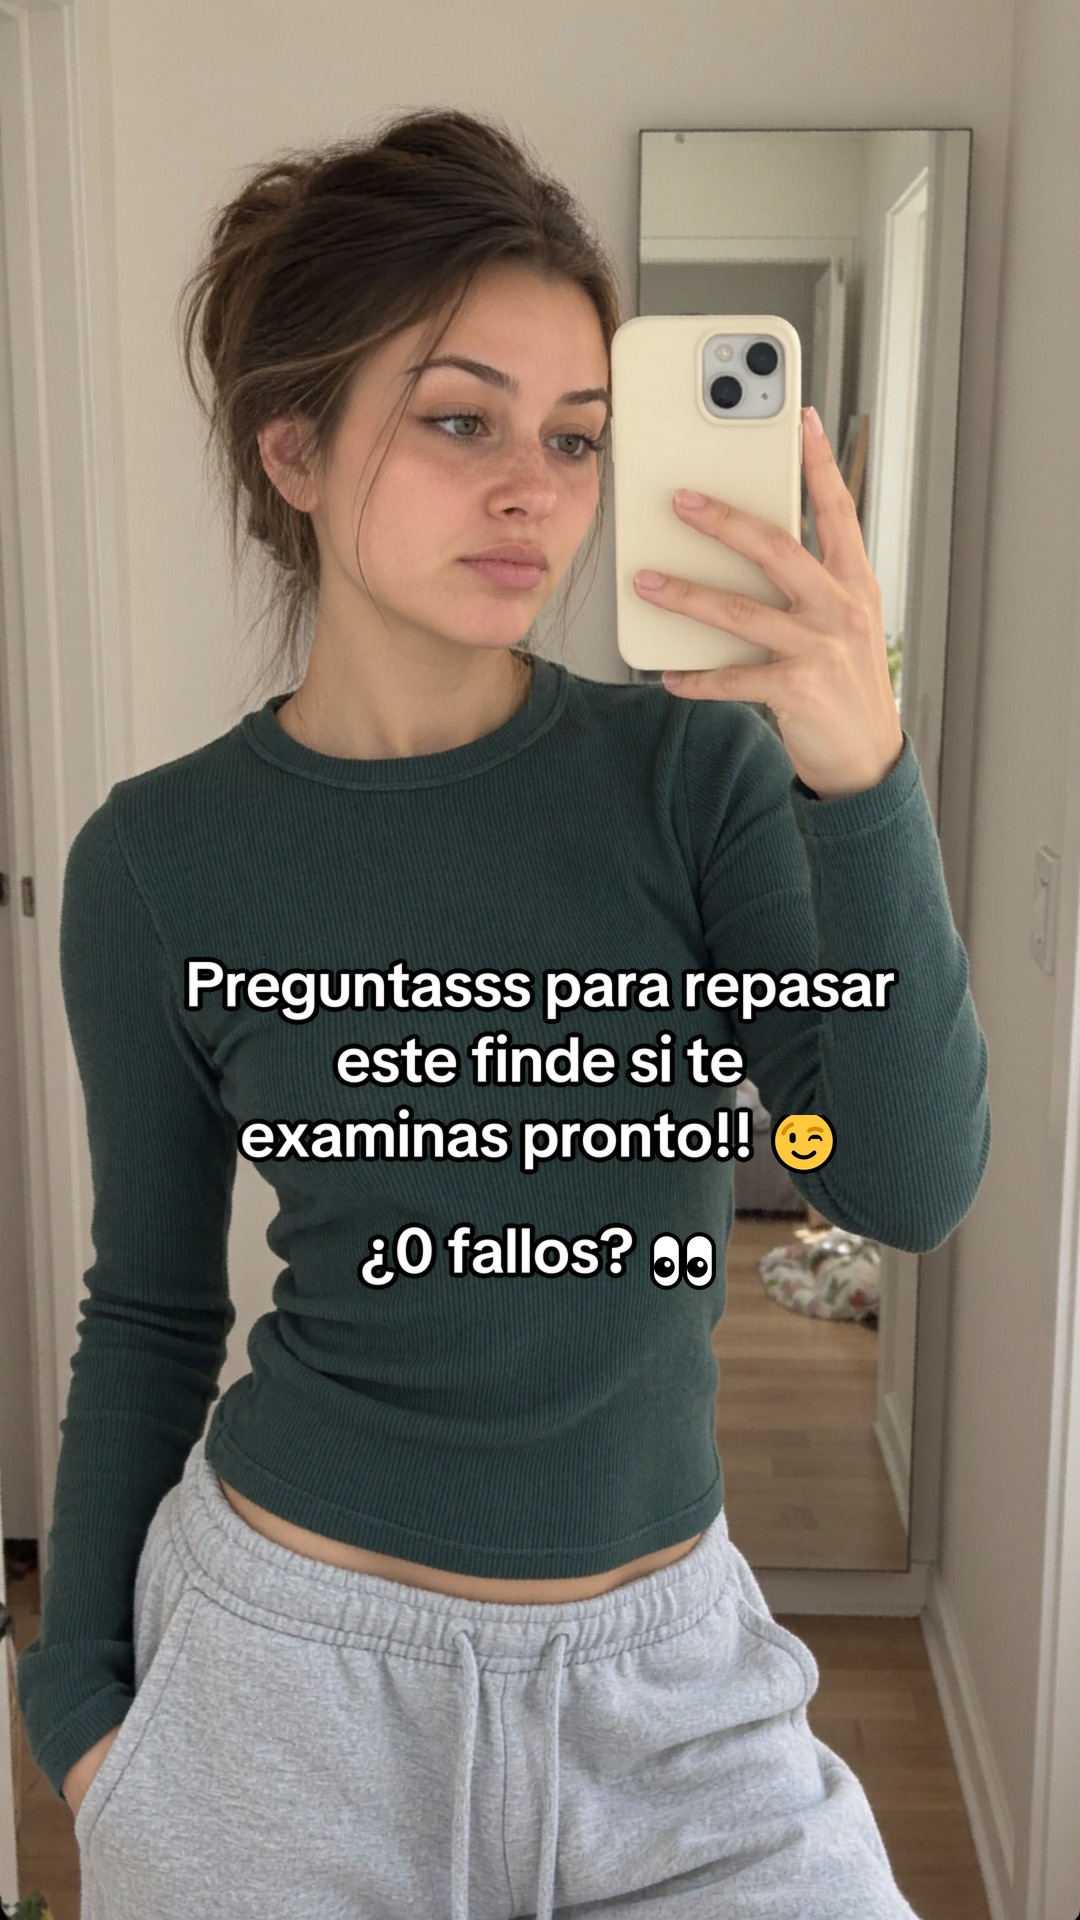 Preguntasss para repasar
este finde si te
examinas pronto!! 😉
¿0 fallos? 👀